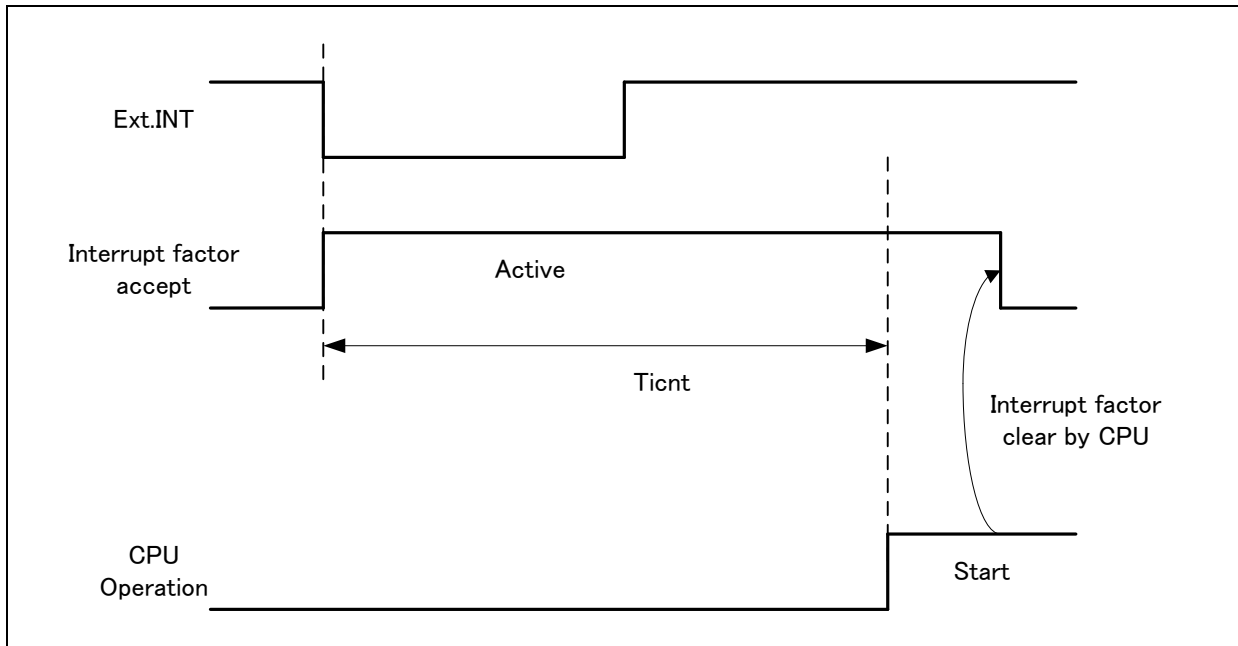 Ext.INT
Interrupt factor
accept
Active
Ticnt
Interrupt factor
clear by CPU
CPU
Operation
Start